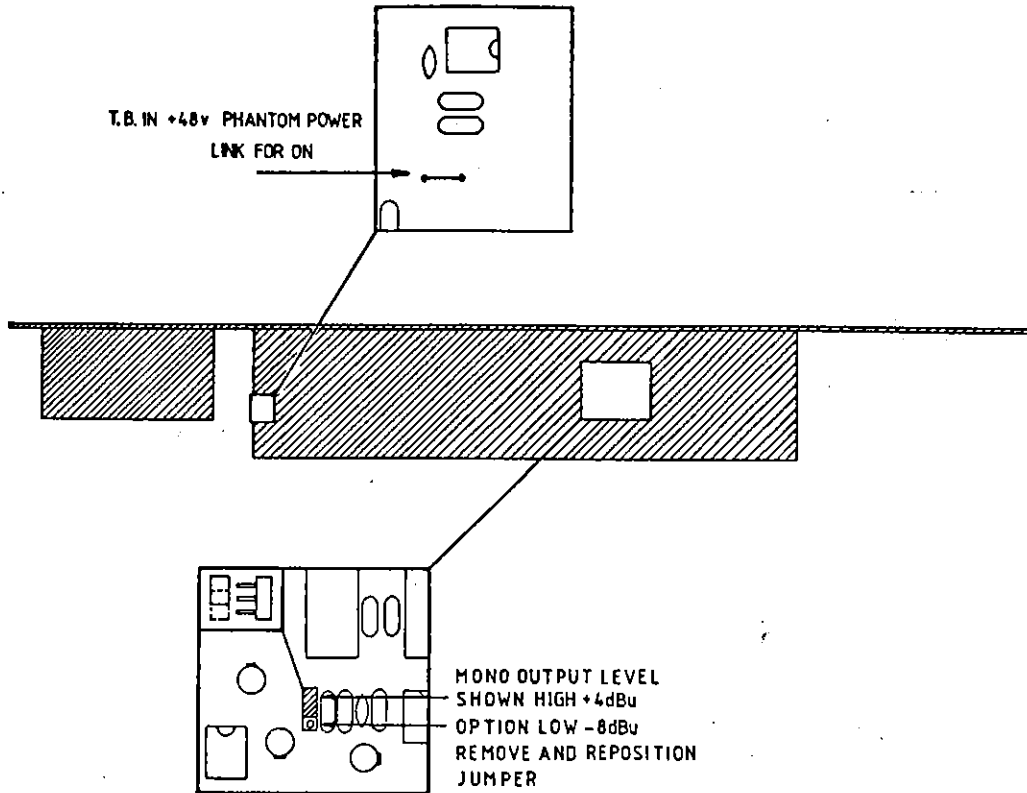 T.B. IN +48v PHANTOM POWER
LINK FOR ON
MONO OUTPUT LEVEL
SHOWN HIGH +4dBu
OPTION LOW -8dBu
REMOVE AND REPOSITION
JUMPER